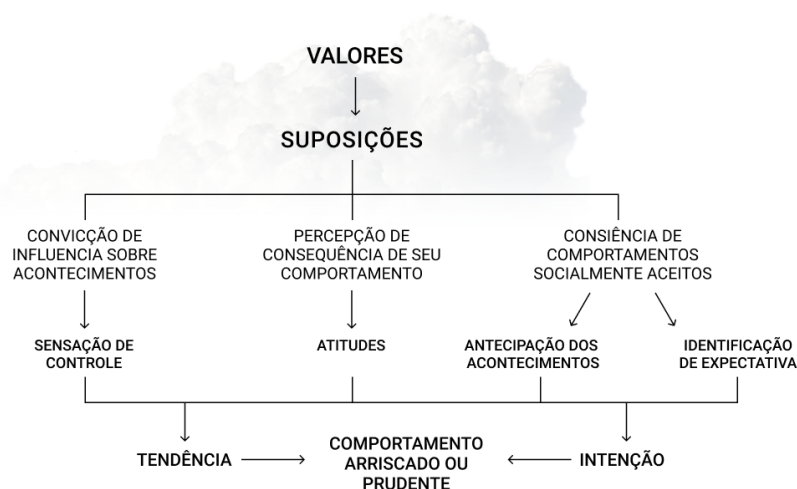 VALORES
SUPOSIÇÕES
CONVICÇÃO DE
INFLUENCIA SOBRE
ACONTECIMENTOS
PERCEPÇÃO DE
CONSEQUÊNCIA DE SEU
COMPORTAMENTO
CONSIÊNCIA DE
COMPORTAMENTOS
SOCIALMENTE ACEITOS
SENSAÇÃO DE
CONTROLE
ATITUDES
ANTECIPAÇÃO DOS
ACONTECIMENTOS
IDENTIFICAÇÃO
DE EXPECTATIVA
TENDÊNCIA
COMPORTAMENTO
ARRISCADO OU
PRUDENTE
INTENÇÃO